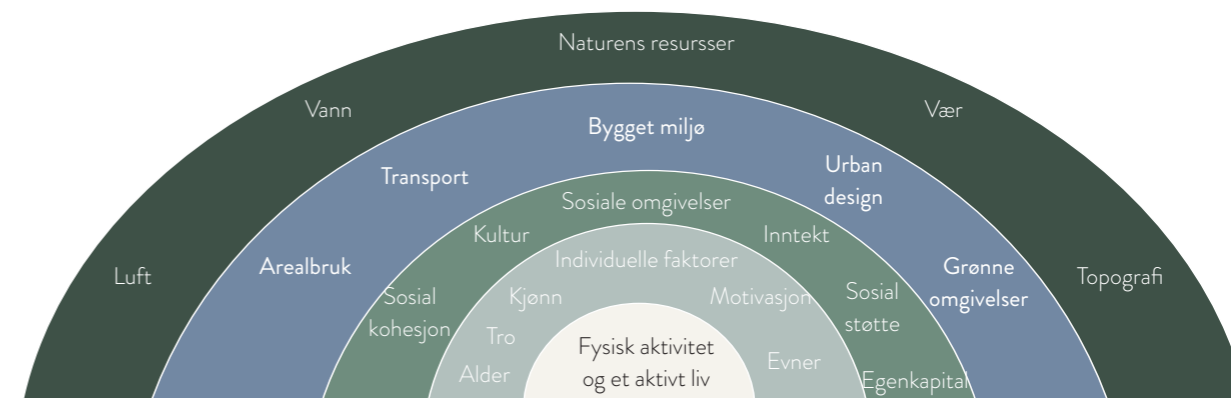 Naturens resursser
Vann
Vær
Luft
Topografi
Bygget miljø
Transport
Urban
design
Arealbruk
Grønne
omgivelser
Sosiale omgivelser
Kultur
Inntekt
Sosial
kohesjon
Sosial
støtte
Egenkapital
Individuelle faktorer
Kjønn
Motivasjon
Tro
Evner
Alder
Fysisk aktivitet
og et aktivt liv